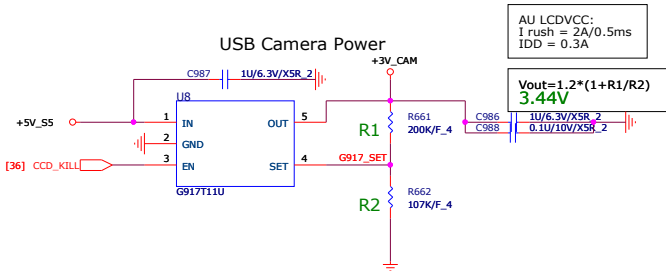 AU LCDVCC:
I rush = 2A/0.5ms
IDD = 0.3A
USB Camera Power
+3V_CAM
C987 1U/6.3V/X5R_2
Vout=1.2*(1+R1/R2)
3.44V
U8
+5V_S5
1 IN
OUT 5
R1
R661
200K/F_4
C986 1U/6.3V/X5R_2
C988 0.1U/10V/X5R_2
2 GND
[36] CCD_KILL
3 EN
SET 4
G917_SET
G917T11U
R2
R662
107K/F_4